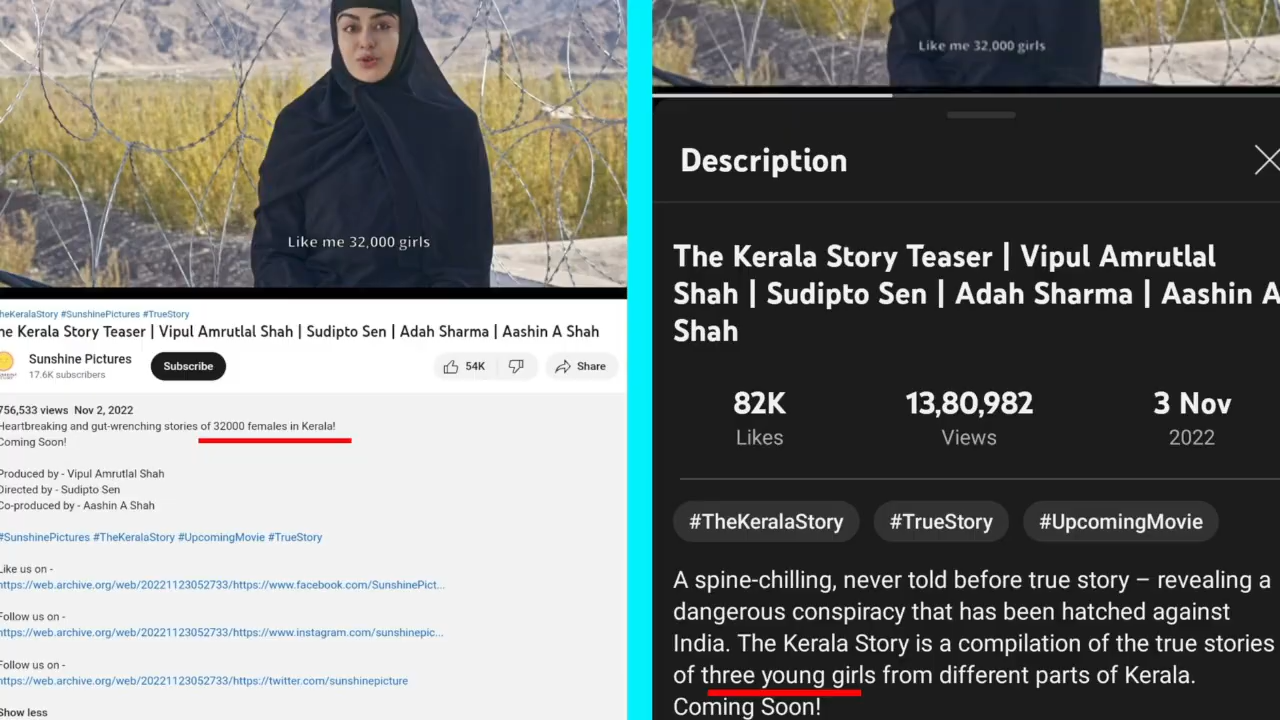 Like me 32,000 girls
heKeralaStory #SunshinePictures #TrueStory
he Kerala Story Teaser | Vipul Amrutlal Shah | Sudipto Sen | Adah Sharma | Aashin A Shah
Sunshine Pictures
17.6K subscribers
Subscribe
54K
Share
756,533 views Nov 2, 2022
Heartbreaking and gut-wrenching stories of 32000 females in Kerala!
Coming Soon!
Produced by - Vipul Amrutlal Shah
Directed by - Sudipto Sen
Co-produced by - Aashin A Shah
#SunshinePictures #TheKeralaStory #UpcomingMovie #TrueStory
Like us on -
https://web.archive.org/web/20221123052733/https://www.facebook.com/SunshinePict...
Follow us on -
https://web.archive.org/web/20221123052733/https://www.instagram.com/sunshinepic...
Follow us on -
https://web.archive.org/web/20221123052733/https://twitter.com/sunshinepicture
Show less
Like me 32,000 girls
Description
The Kerala Story Teaser | Vipul Amrutlal
Shah | Sudipto Sen | Adah Sharma | Aashin A
Shah
82K
Likes
13,80,982
Views
3 Nov
2022
#TheKeralaStory
#TrueStory
#UpcomingMovie
A spine-chilling, never told before true story – revealing a
dangerous conspiracy that has been hatched against
India. The Kerala Story is a compilation of the true stories
of three young girls from different parts of Kerala.
Coming Soon!